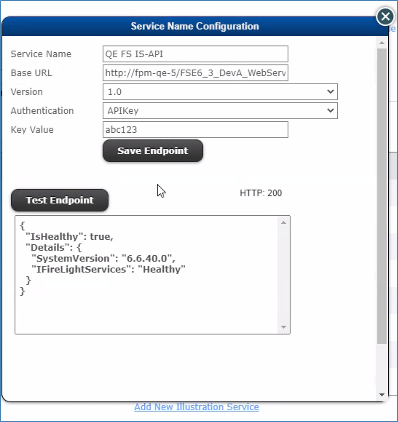 Service Name Configuration
Service Name QE FS IS-API
Base URL http://fpm-qe-5/FSE6_3_DevA_WebServ
Version 1.0
Authentication APIKey
Key Value abc123
Save Endpoint
Test Endpoint HTTP: 200
{
"IsHealthy": true,
"Details": {
"SystemVersion": "6.6.40.0",
"IFireLightServices": "Healthy"
}
}
Add New Illustration Service